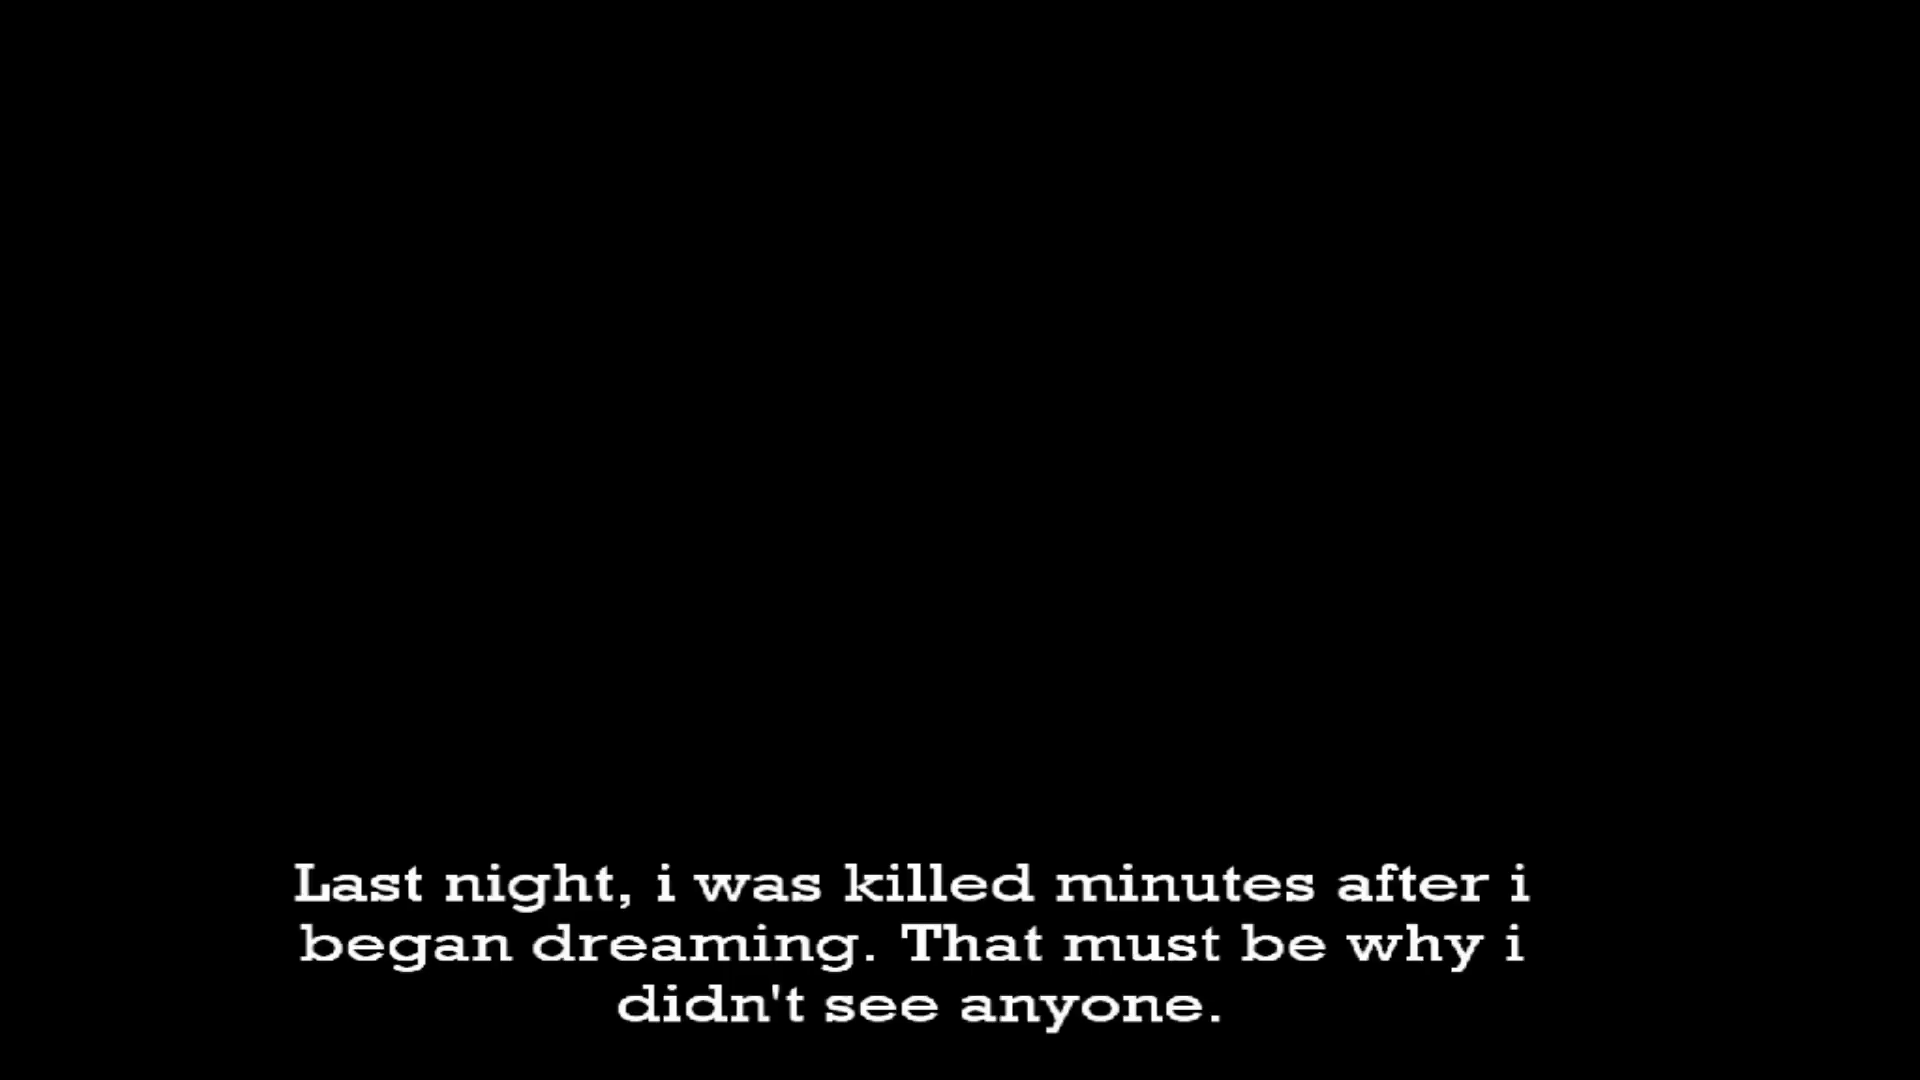 Last night, i was killed minutes after i
began dreaming. That must be why i
didn't see anyone.